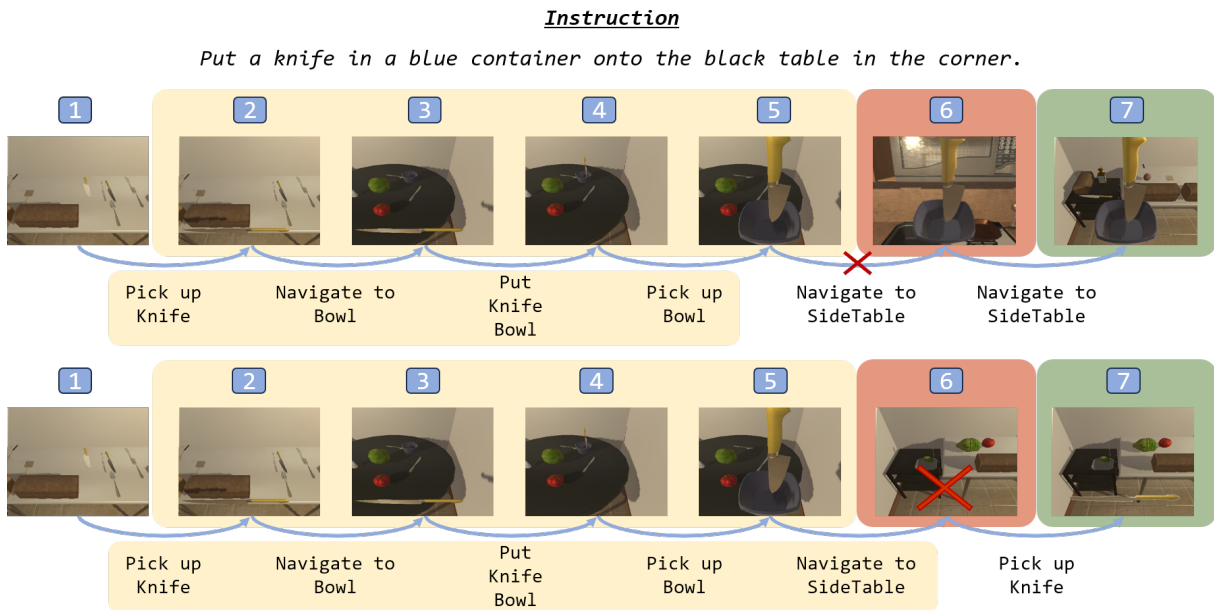 Instruction
Put a knife in a blue container onto the black table in the corner.
1 2 3 4 5 6 7
Pick up Knife
Navigate to Bowl
Put Knife Bowl
Pick up Bowl
Navigate to SideTable
Navigate to SideTable
1 2 3 4 5 6 7
Pick up Knife
Navigate to Bowl
Put Knife Bowl
Pick up Bowl
Navigate to SideTable
Pick up Knife